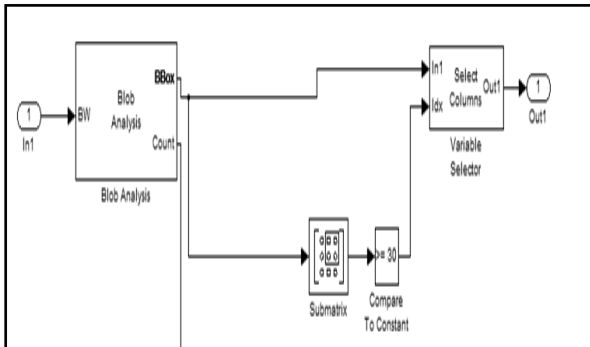 1
In1
BW
Blob
Analysis
BBox
Count
Blob Analysis
In1
Idx
Select
Columns
Out1
Variable
Selector
1
Out1
Submatrix
>= 30
Compare
To Constant